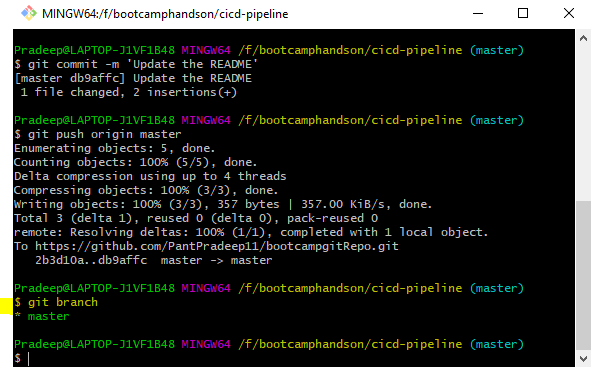 MINGW64:/f/bootcamphandson/cicd-pipeline
Pradeep@LAPTOP-J1VF1B48 MINGW64 /f/bootcamphandson/cicd-pipeline (master)
$ git commit -m 'Update the README'
[master db9affc] Update the README
 1 file changed, 2 insertions(+)
Pradeep@LAPTOP-J1VF1B48 MINGW64 /f/bootcamphandson/cicd-pipeline (master)
$ git push origin master
Enumerating objects: 5, done.
Counting objects: 100% (5/5), done.
Delta compression using up to 4 threads
Compressing objects: 100% (3/3), done.
Writing objects: 100% (3/3), 357 bytes | 357.00 KiB/s, done.
Total 3 (delta 1), reused 0 (delta 0), pack-reused 0
remote: Resolving deltas: 100% (1/1), completed with 1 local object.
To https://github.com/PantPradeep11/bootcampgitRepo.git
   2b3d10a..db9affc  master -> master
Pradeep@LAPTOP-J1VF1B48 MINGW64 /f/bootcamphandson/cicd-pipeline (master)
$ git branch
* master
Pradeep@LAPTOP-J1VF1B48 MINGW64 /f/bootcamphandson/cicd-pipeline (master)
$